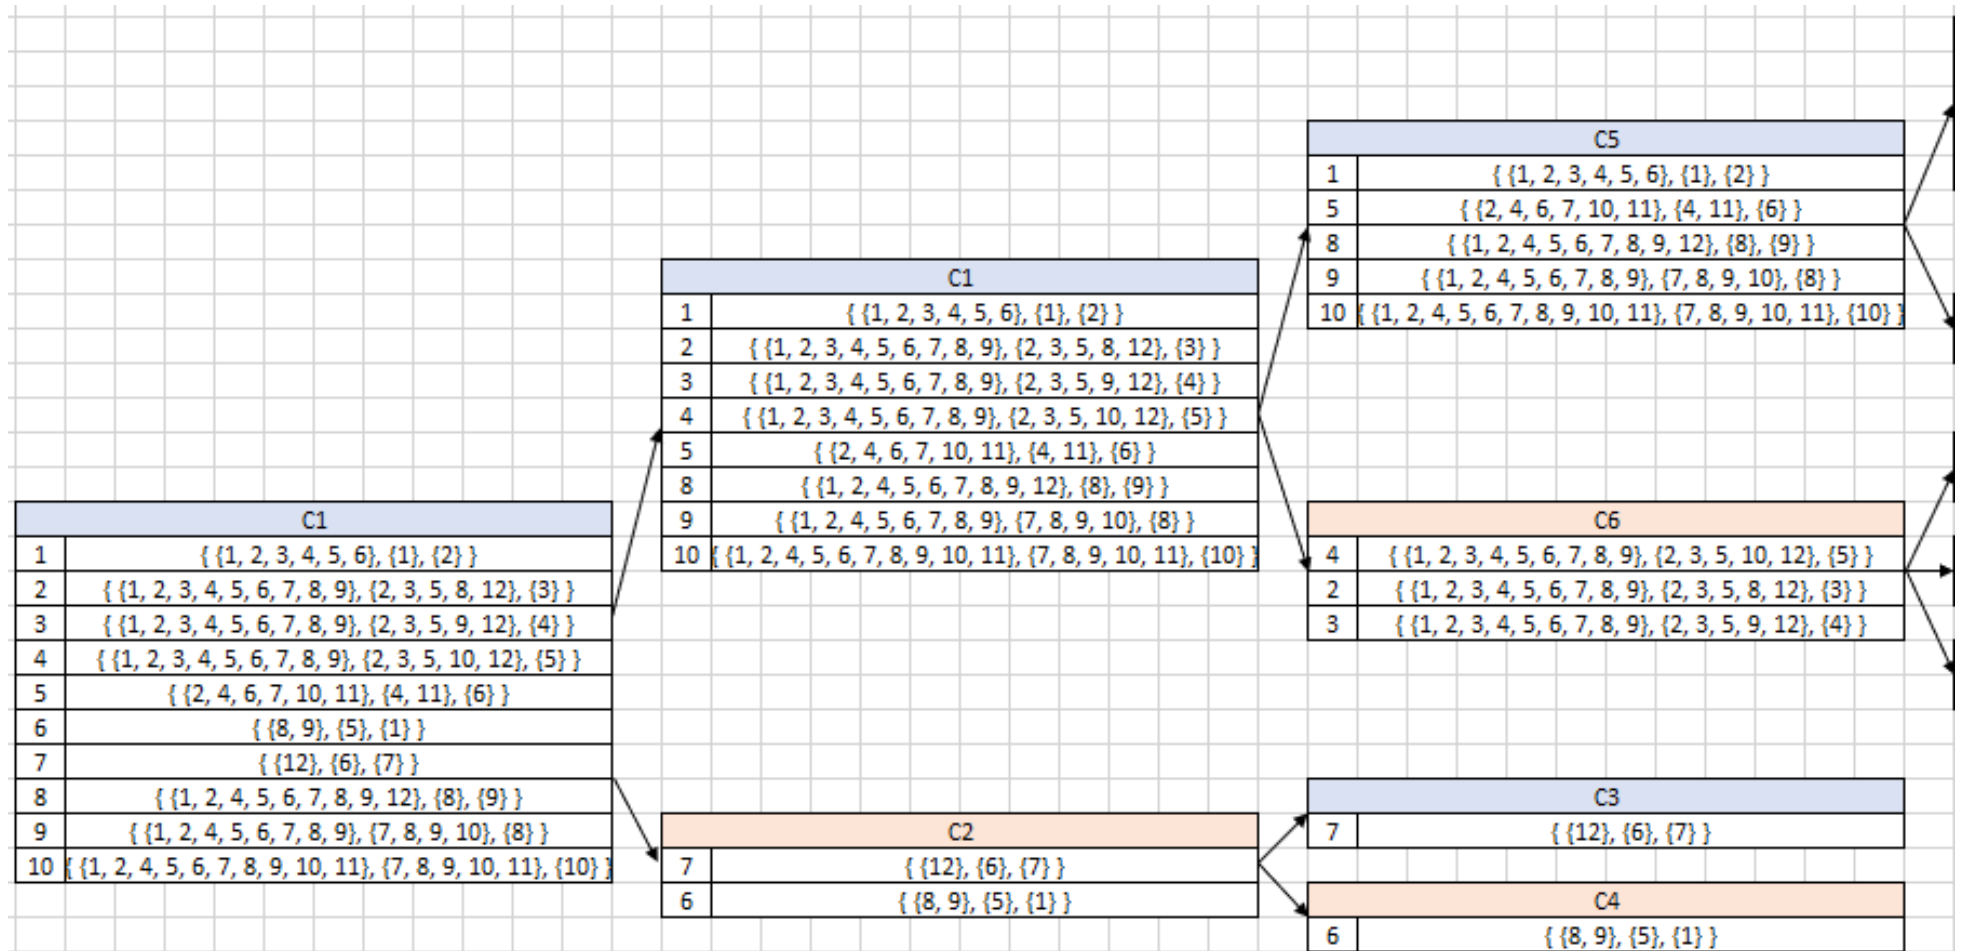 C5
1 { {1, 2, 3, 4, 5, 6}, {1}, {2} }
5 { {2, 4, 6, 7, 10, 11}, {4, 11}, {6} }
8 { {1, 2, 4, 5, 6, 7, 8, 9, 12}, {8}, {9} }
9 { {1, 2, 4, 5, 6, 7, 8, 9}, {7, 8, 9, 10}, {8} }
10 { {1, 2, 4, 5, 6, 7, 8, 9, 10, 11}, {7, 8, 9, 10, 11}, {10} }
C1
1 { {1, 2, 3, 4, 5, 6}, {1}, {2} }
2 { {1, 2, 3, 4, 5, 6, 7, 8, 9}, {2, 3, 5, 8, 12}, {3} }
3 { {1, 2, 3, 4, 5, 6, 7, 8, 9}, {2, 3, 5, 9, 12}, {4} }
4 { {1, 2, 3, 4, 5, 6, 7, 8, 9}, {2, 3, 5, 10, 12}, {5} }
5 { {2, 4, 6, 7, 10, 11}, {4, 11}, {6} }
8 { {1, 2, 4, 5, 6, 7, 8, 9, 12}, {8}, {9} }
9 { {1, 2, 4, 5, 6, 7, 8, 9}, {7, 8, 9, 10}, {8} }
10 { {1, 2, 4, 5, 6, 7, 8, 9, 10, 11}, {7, 8, 9, 10, 11}, {10} }
C1
1 { {1, 2, 3, 4, 5, 6}, {1}, {2} }
2 { {1, 2, 3, 4, 5, 6, 7, 8, 9}, {2, 3, 5, 8, 12}, {3} }
3 { {1, 2, 3, 4, 5, 6, 7, 8, 9}, {2, 3, 5, 9, 12}, {4} }
4 { {1, 2, 3, 4, 5, 6, 7, 8, 9}, {2, 3, 5, 10, 12}, {5} }
5 { {2, 4, 6, 7, 10, 11}, {4, 11}, {6} }
6 { {8, 9}, {5}, {1} }
7 { {12}, {6}, {7} }
8 { {1, 2, 4, 5, 6, 7, 8, 9, 12}, {8}, {9} }
9 { {1, 2, 4, 5, 6, 7, 8, 9}, {7, 8, 9, 10}, {8} }
10 { {1, 2, 4, 5, 6, 7, 8, 9, 10, 11}, {7, 8, 9, 10, 11}, {10} }
C6
4 { {1, 2, 3, 4, 5, 6, 7, 8, 9}, {2, 3, 5, 10, 12}, {5} }
2 { {1, 2, 3, 4, 5, 6, 7, 8, 9}, {2, 3, 5, 8, 12}, {3} }
3 { {1, 2, 3, 4, 5, 6, 7, 8, 9}, {2, 3, 5, 9, 12}, {4} }
C2
7 { {12}, {6}, {7} }
6 { {8, 9}, {5}, {1} }
C3
7 { {12}, {6}, {7} }
C4
6 { {8, 9}, {5}, {1} }